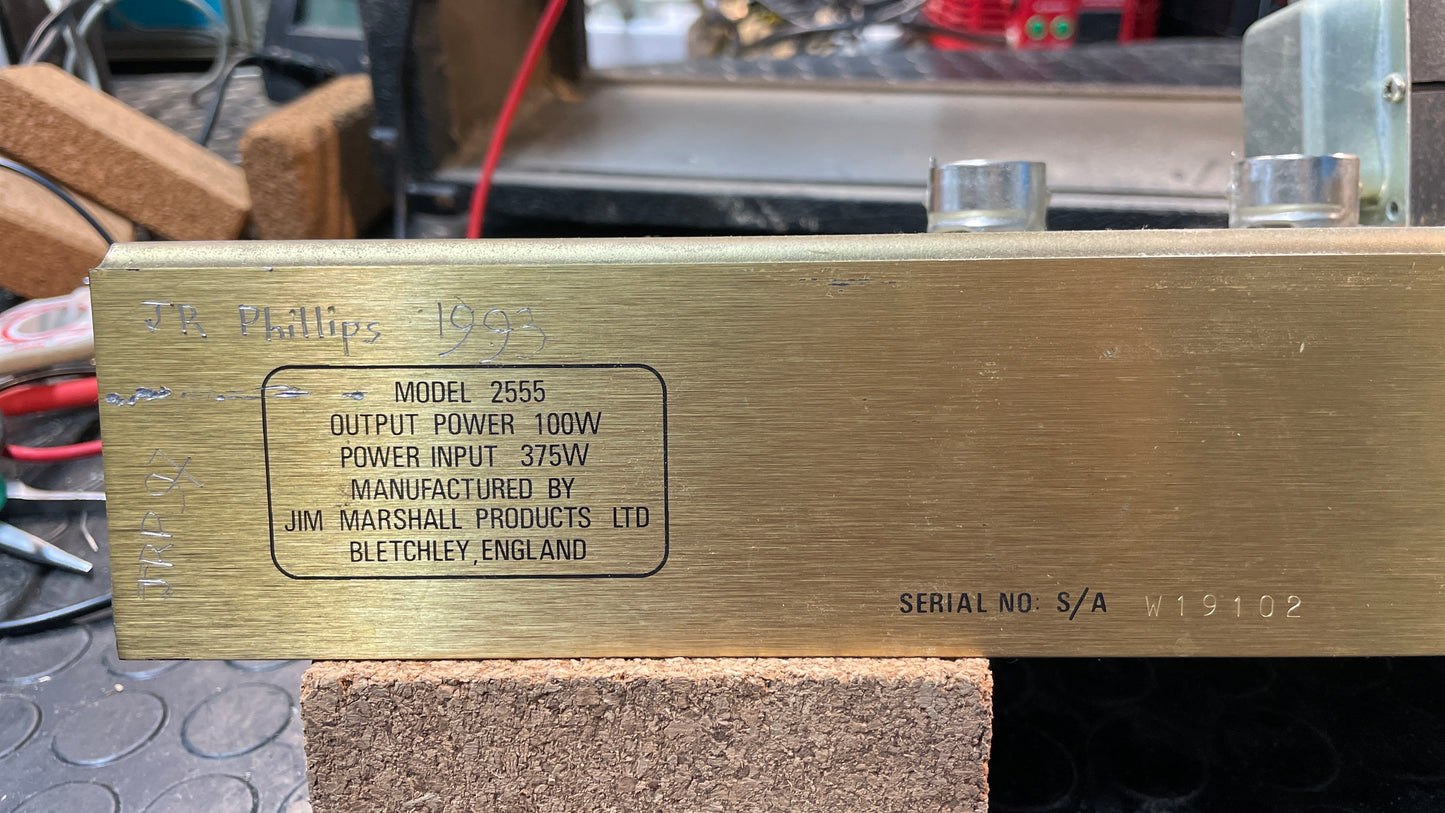 JR Phillips 1993
MODEL 2555
OUTPUT POWER 100W
POWER INPUT 375W
MANUFACTURED BY
JIM MARSHALL PRODUCTS LTD
BLETCHLEY, ENGLAND
SERIAL NO: S/A W19102